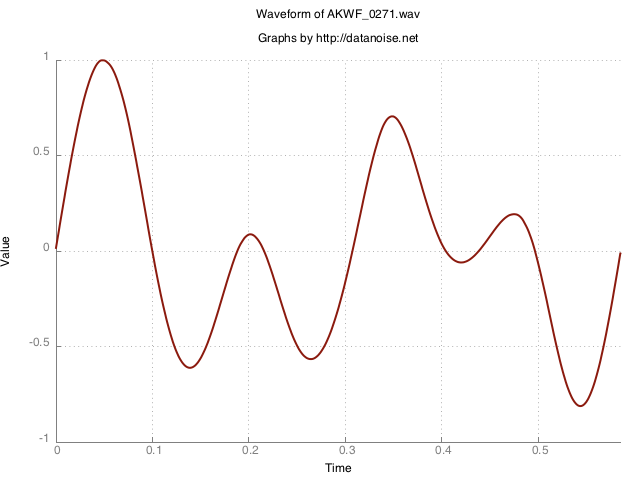 Waveform of AKWF_0271.wav
Graphs by http://datanoise.net
1
0.5
0
-0.5
-1
Value
0 0.1 0.2 0.3 0.4 0.5
Time